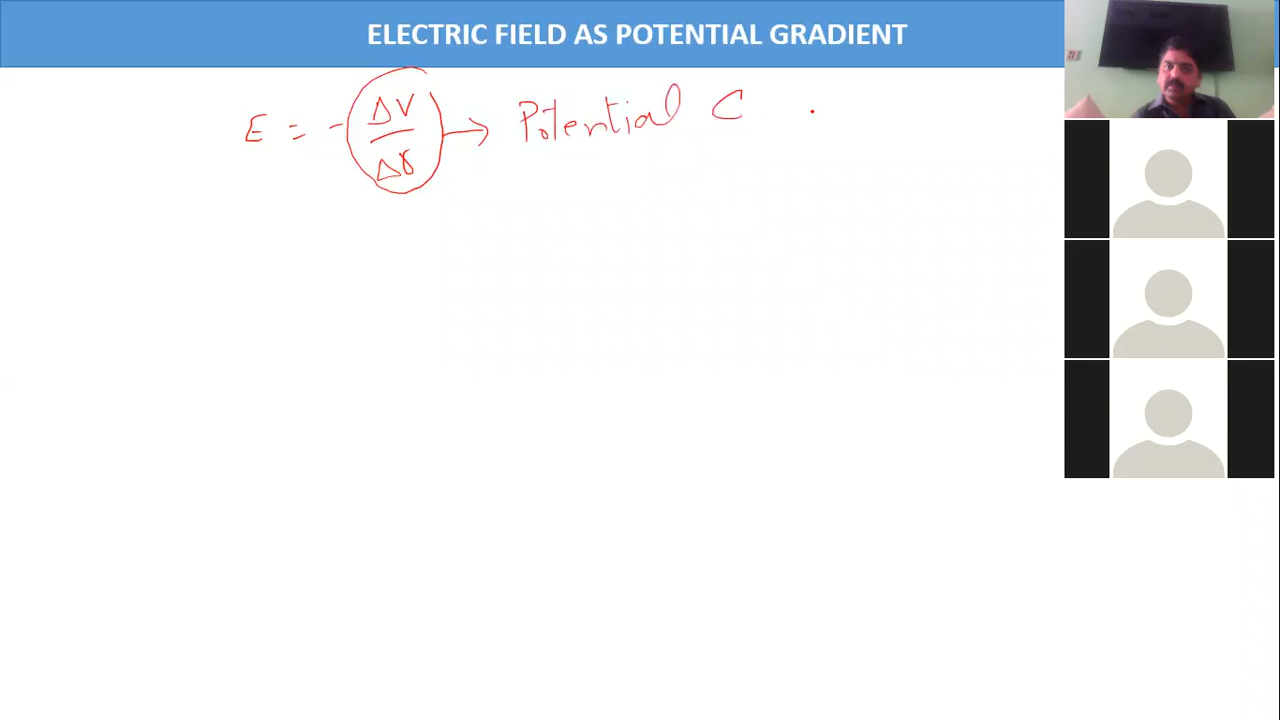 ELECTRIC FIELD AS POTENTIAL GRADIENT
E = - ΔV/Δr → Potential C